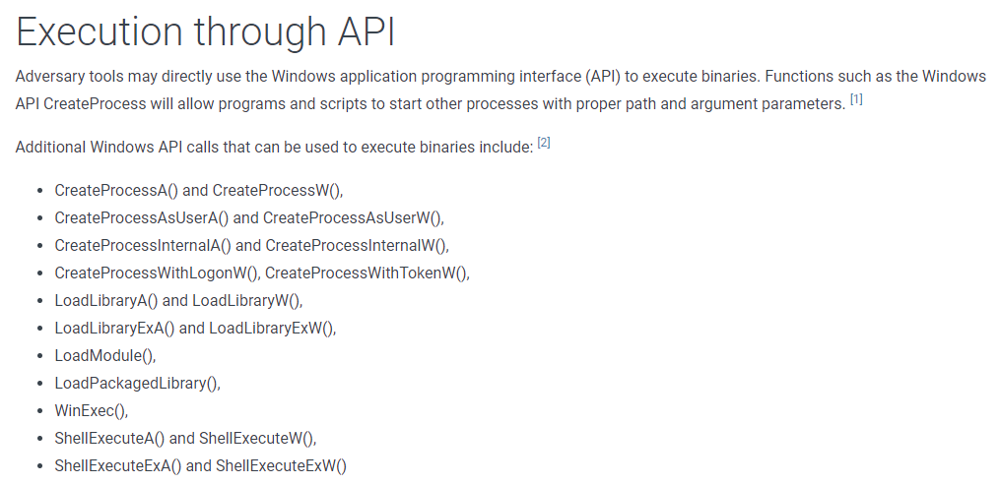 Execution through API
Adversary tools may directly use the Windows application programming interface (API) to execute binaries. Functions such as the Windows
API CreateProcess will allow programs and scripts to start other processes with proper path and argument parameters. [1]
Additional Windows API calls that can be used to execute binaries include: [2]
• CreateProcessA() and CreateProcessW(),
• CreateProcessAsUserA() and CreateProcessAsUserW(),
• CreateProcessInternalA() and CreateProcessInternalW(),
• CreateProcessWithLogonW(), CreateProcessWithTokenW(),
• LoadLibraryA() and LoadLibraryW(),
• LoadLibraryExA() and LoadLibraryExW(),
• LoadModule(),
• LoadPackagedLibrary(),
• WinExec(),
• ShellExecuteA() and ShellExecuteW(),
• ShellExecuteExA() and ShellExecuteExW()